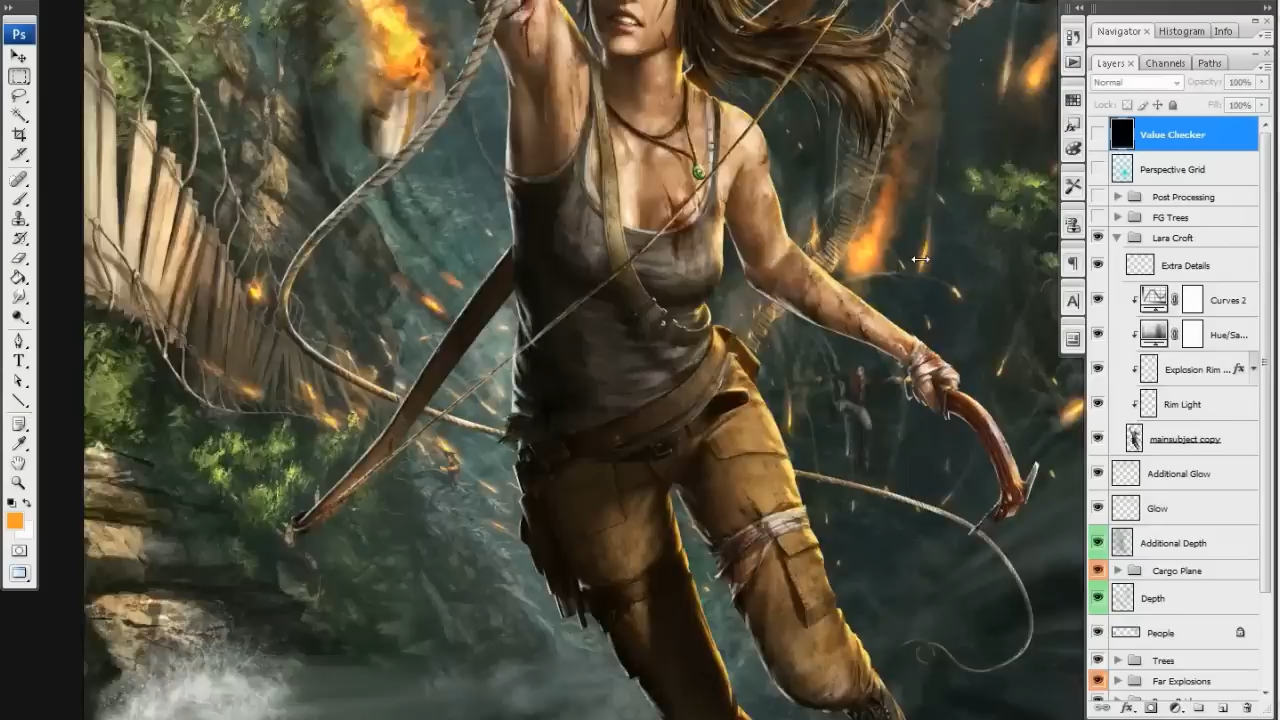 Ps
Navigator × Histogram Info
Layers × Channels Paths
Normal Opacity: 100%
Lock: Fill: 100%
Value Checker
Perspective Grid
Post Processing
FG Trees
Lara Croft
Extra Details
Curves 2
Hue/Sa...
Explosion Rim ... fx
Rim Light
mainsubject copy
Additional Glow
Glow
Additional Depth
Cargo Plane
Depth
People
Trees
Far Explosions